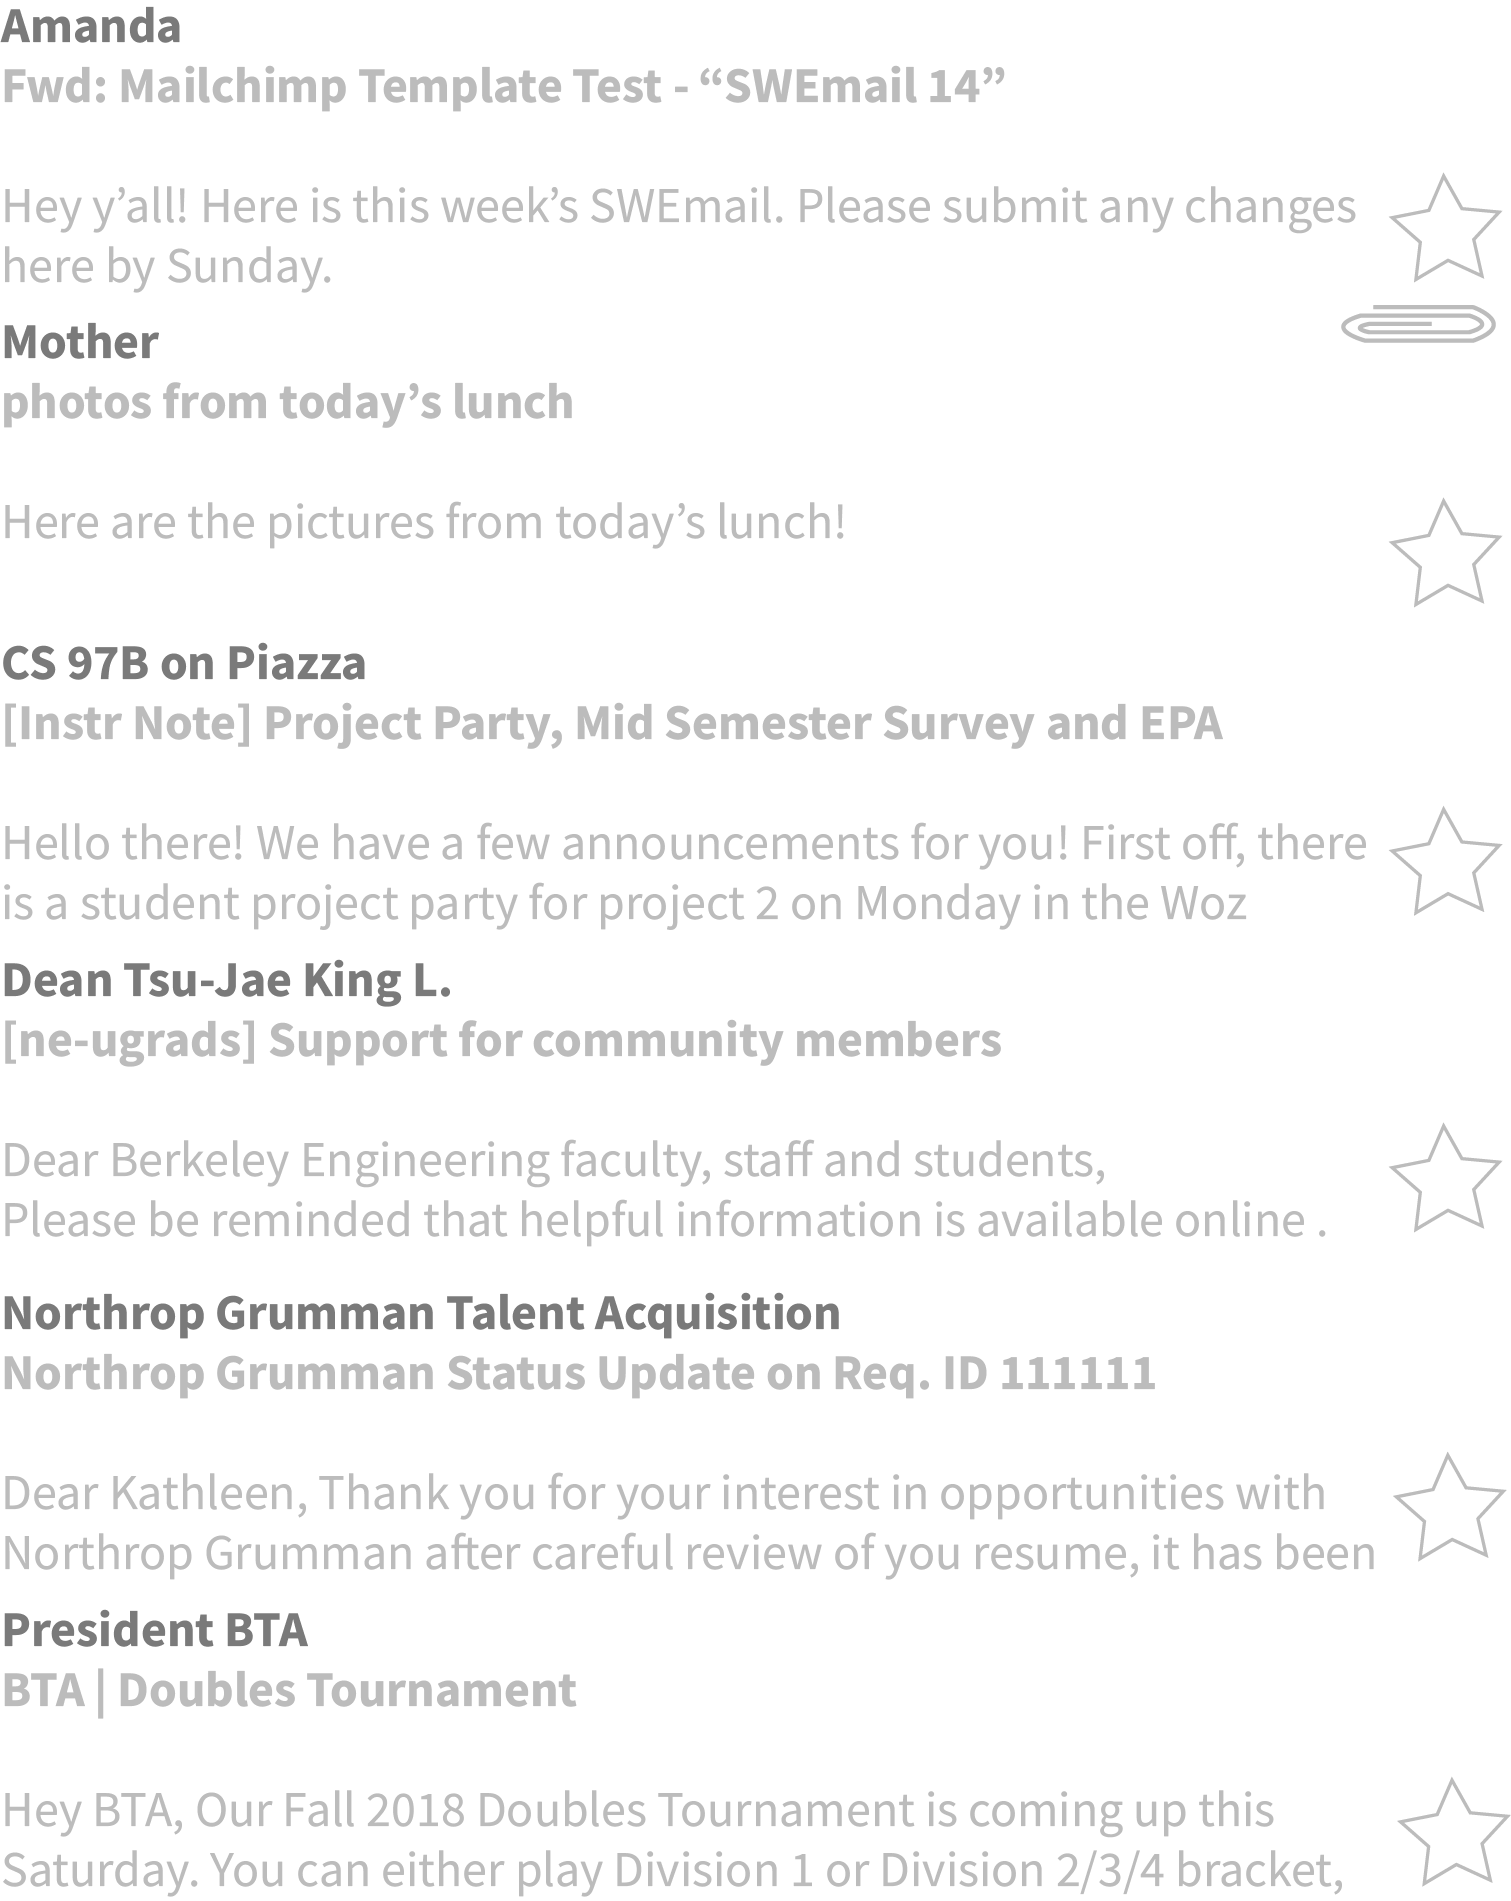 Amanda
Fwd: Mailchimp Template Test - “SWEmail 14”
Hey y’all! Here is this week’s SWEmail. Please submit any changes
here by Sunday.
Mother
photos from today’s lunch
Here are the pictures from today’s lunch!
CS 97B on Piazza
[Instr Note] Project Party, Mid Semester Survey and EPA
Hello there! We have a few announcements for you! First off, there
is a student project party for project 2 on Monday in the Woz
Dean Tsu-Jae King L.
[ne-ugrads] Support for community members
Dear Berkeley Engineering faculty, staff and students,
Please be reminded that helpful information is available online .
Northrop Grumman Talent Acquisition
Northrop Grumman Status Update on Req. ID 111111
Dear Kathleen, Thank you for your interest in opportunities with
Northrop Grumman after careful review of you resume, it has been
President BTA
BTA | Doubles Tournament
Hey BTA, Our Fall 2018 Doubles Tournament is coming up this
Saturday. You can either play Division 1 or Division 2/3/4 bracket,